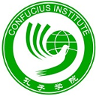 CONFUCIUS INSTITUTE
孔子学院